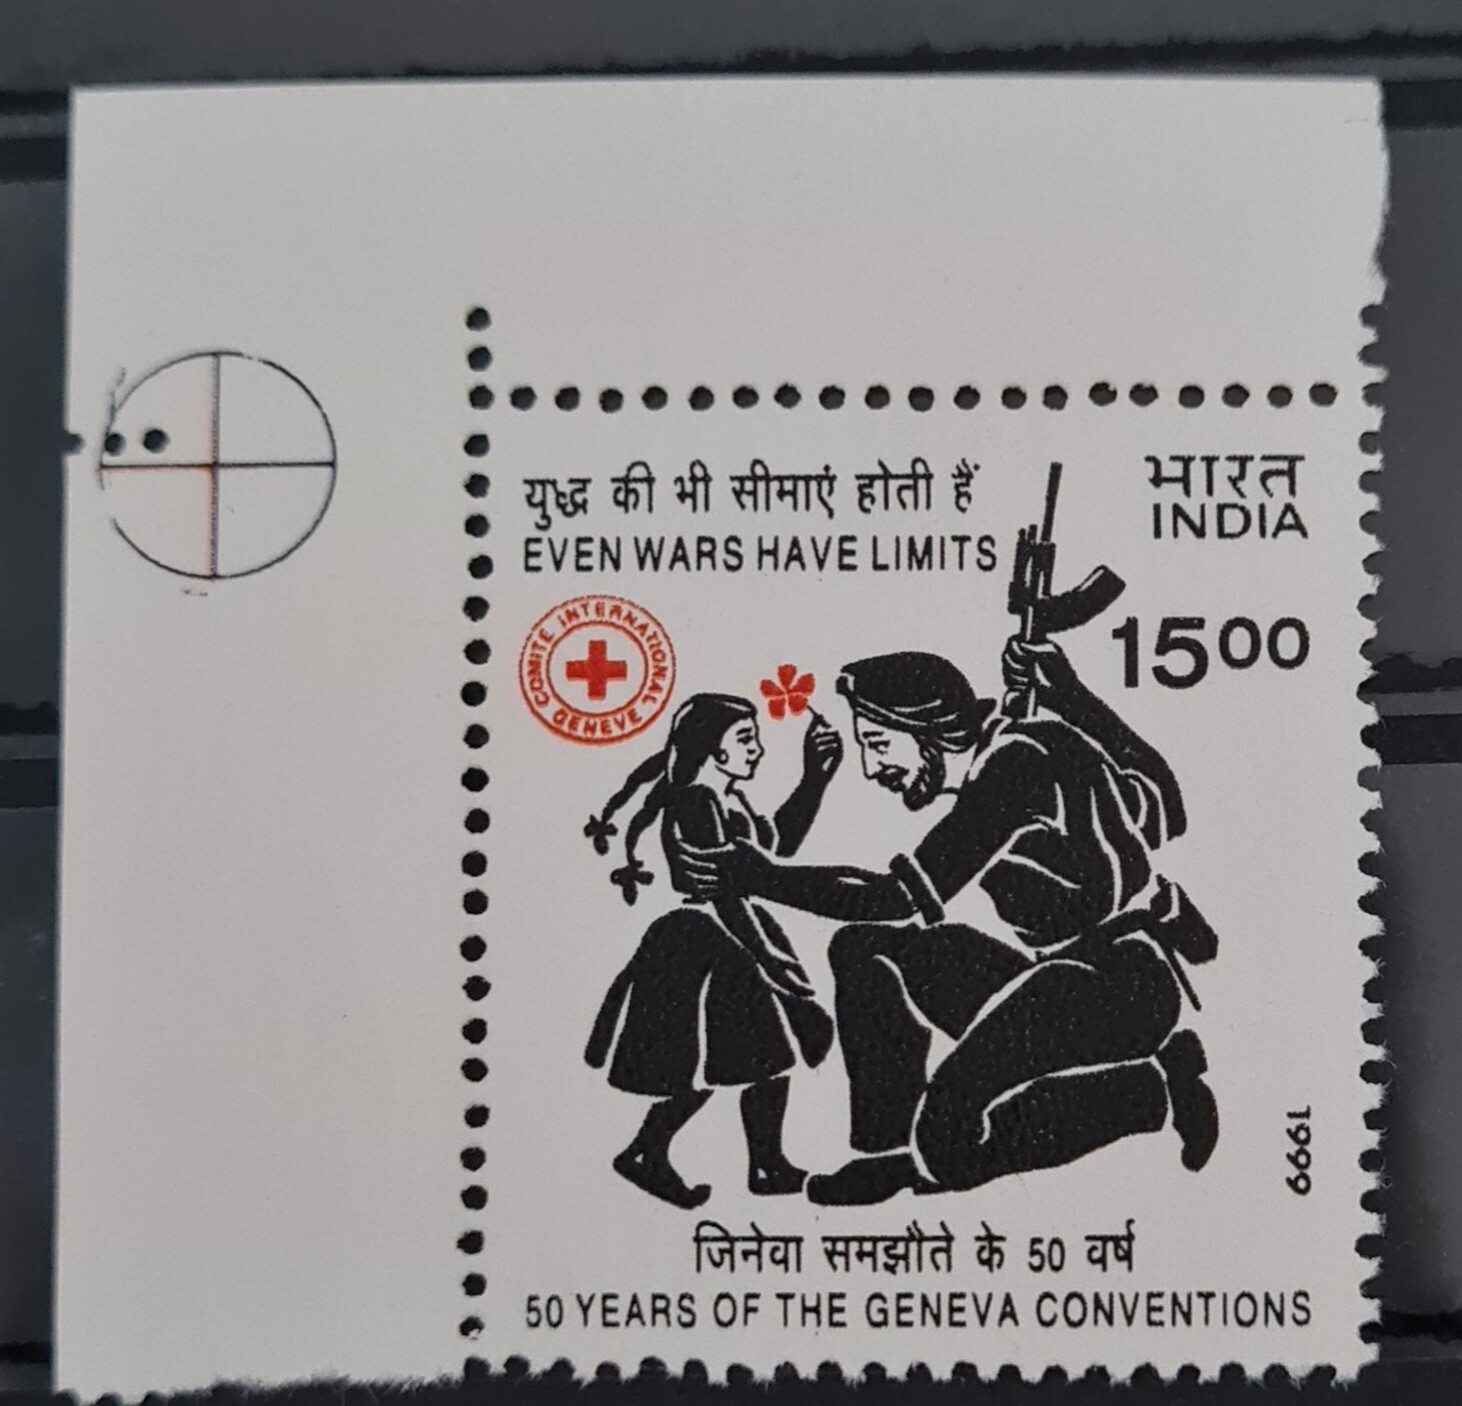 युध्द की भी सीमाएं होती हैं
EVEN WARS HAVE LIMITS
भारत
INDIA
1500
COMITE INTERNATIONAL GENEVE
1999
जिनेवा समझौते के 50 वर्ष
50 YEARS OF THE GENEVA CONVENTIONS